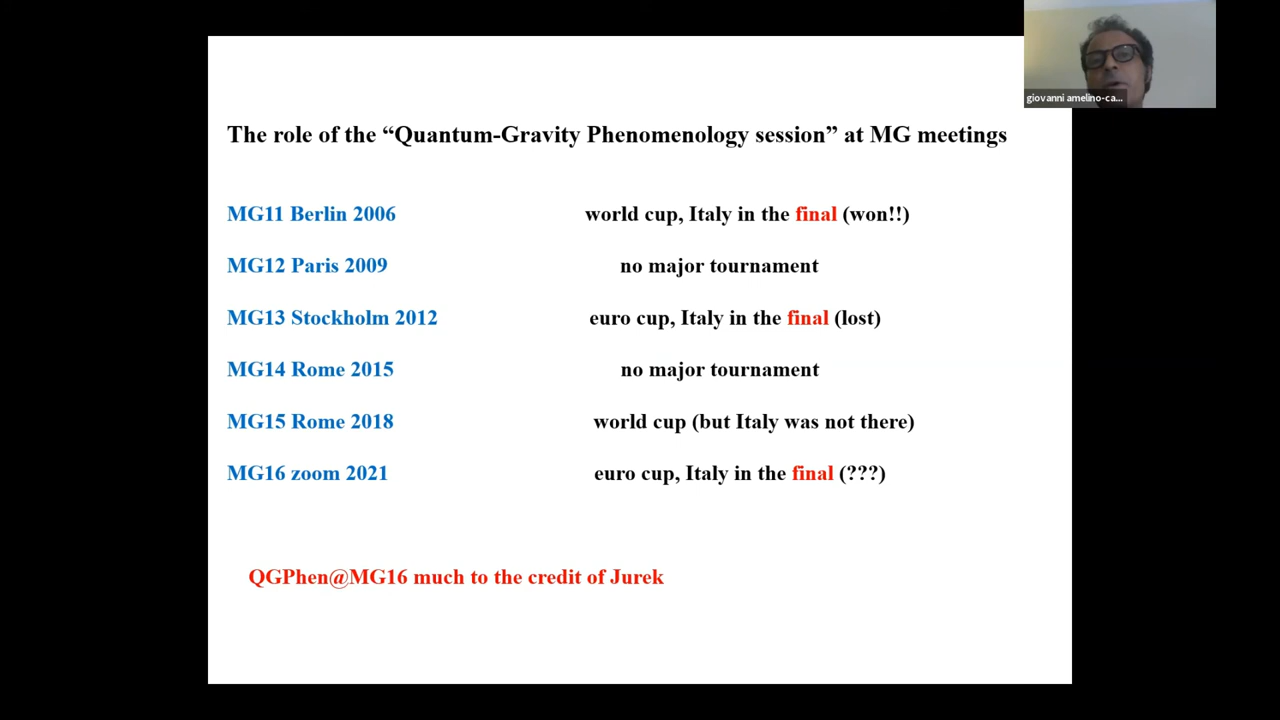 giovanni amelino-ca...
The role of the “Quantum-Gravity Phenomenology session” at MG meetings
MG11 Berlin 2006 world cup, Italy in the final (won!!)
MG12 Paris 2009 no major tournament
MG13 Stockholm 2012 euro cup, Italy in the final (lost)
MG14 Rome 2015 no major tournament
MG15 Rome 2018 world cup (but Italy was not there)
MG16 zoom 2021 euro cup, Italy in the final (???)
QGPhen@MG16 much to the credit of Jurek